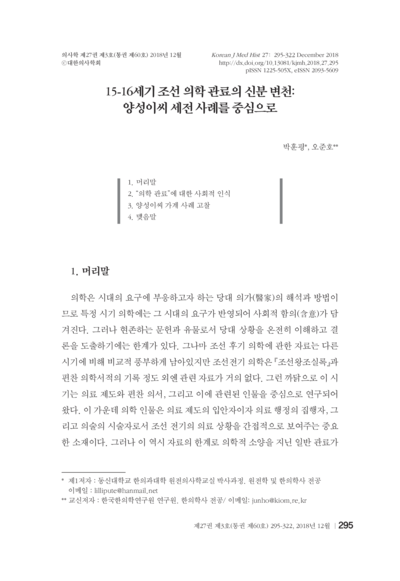 의사학 제27권 제3호(통권 제60호) 2018년 12월
ⓒ대한의사학회
Korean J Med Hist 27: 295-322 December 2018
http://dx.doi.org/10.13081/kjmh.2018.27.295
pISSN 1225-505X, eISSN 2093-5609
15-16세기 조선 의학 관료의 신분 변천:
양성이씨 세전 사례를 중심으로
박훈평*, 오준호**
1. 머리말
2. “의학 관료”에 대한 사회적 인식
3. 양성이씨 가계 사례 고찰
4. 맺음말
1. 머리말
의학은 시대의 요구에 부응하고자 하는 당대 의가(醫家)의 해석과 방법이
므로 특정 시기 의학에는 그 시대의 요구가 반영되어 사회적 함의(含意)가 담
겨진다. 그러나 현존하는 문헌과 유물로서 당대 상황을 온전히 이해하고 결
론을 도출하기에는 한계가 있다. 그나마 조선 후기 의학에 관한 자료는 다른
시기에 비해 비교적 풍부하게 남아있지만 조선전기 의학은 『조선왕조실록』과
편찬 의학서적의 기록 정도 외엔 관련 자료가 거의 없다. 그런 까닭으로 이 시
기는 의료 제도와 편찬 의서, 그리고 이에 관련된 인물을 중심으로 연구되어
왔다. 이 가운데 의학 인물은 의료 제도의 입안자이자 의료 행정의 집행자, 그
리고 의술의 시술자로서 조선 전기의 의료 상황을 간접적으로 보여주는 중요
한 소재이다. 그러나 이 역시 자료의 한계로 의학적 소양을 지닌 일반 관료가
* 제1저자 : 동신대학교 한의과대학 원전의사학교실 박사과정. 원전학 및 한의학사 전공
이메일 : lillipute@hanmail.net
** 교신저자 : 한국한의학연구원 연구원. 한의학사 전공/ 이메일: junho@kiom.re.kr
제27권 제3호(통권 제60호) 295-322, 2018년 12월 | 295